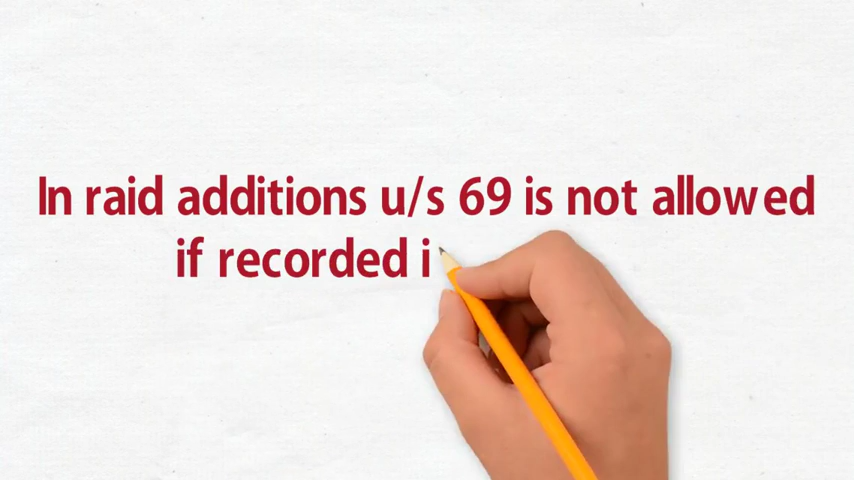 In raid additions u/s 69 is not allowed
if recorded i